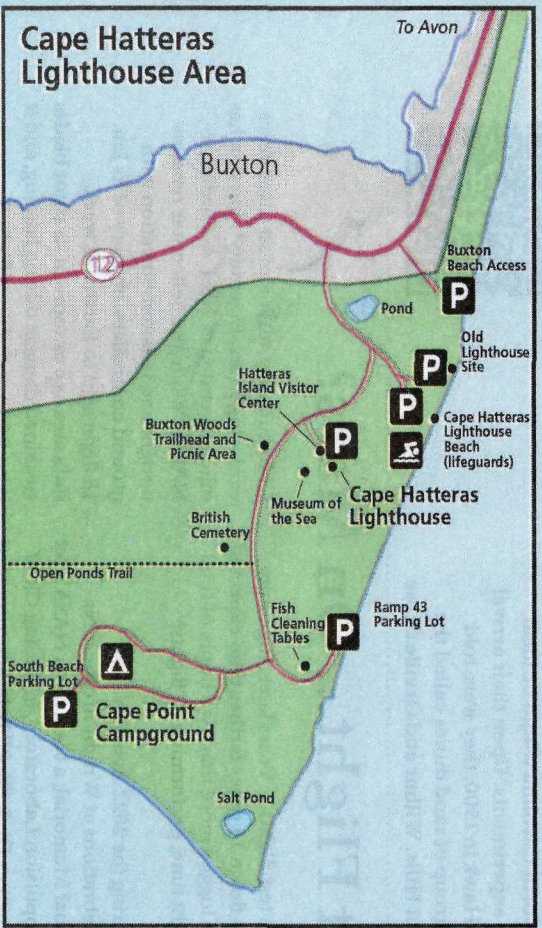 Cape Hatteras
Lighthouse Area
To Avon
Buxton
12
Buxton
Beach Access
P
Pond
Old
Lighthouse
Site
P
Hatteras
Island Visitor
Center
P
Cape Hatteras
Lighthouse
Beach
(lifeguards)
Buxton Woods
Trailhead and
Picnic Area
P
Museum of
the Sea
Cape Hatteras
Lighthouse
British
Cemetery
Open Ponds Trail
Fish
Cleaning
Tables
P
Ramp 43
Parking Lot
South Beach
Parking Lot
P
Cape Point
Campground
Salt Pond